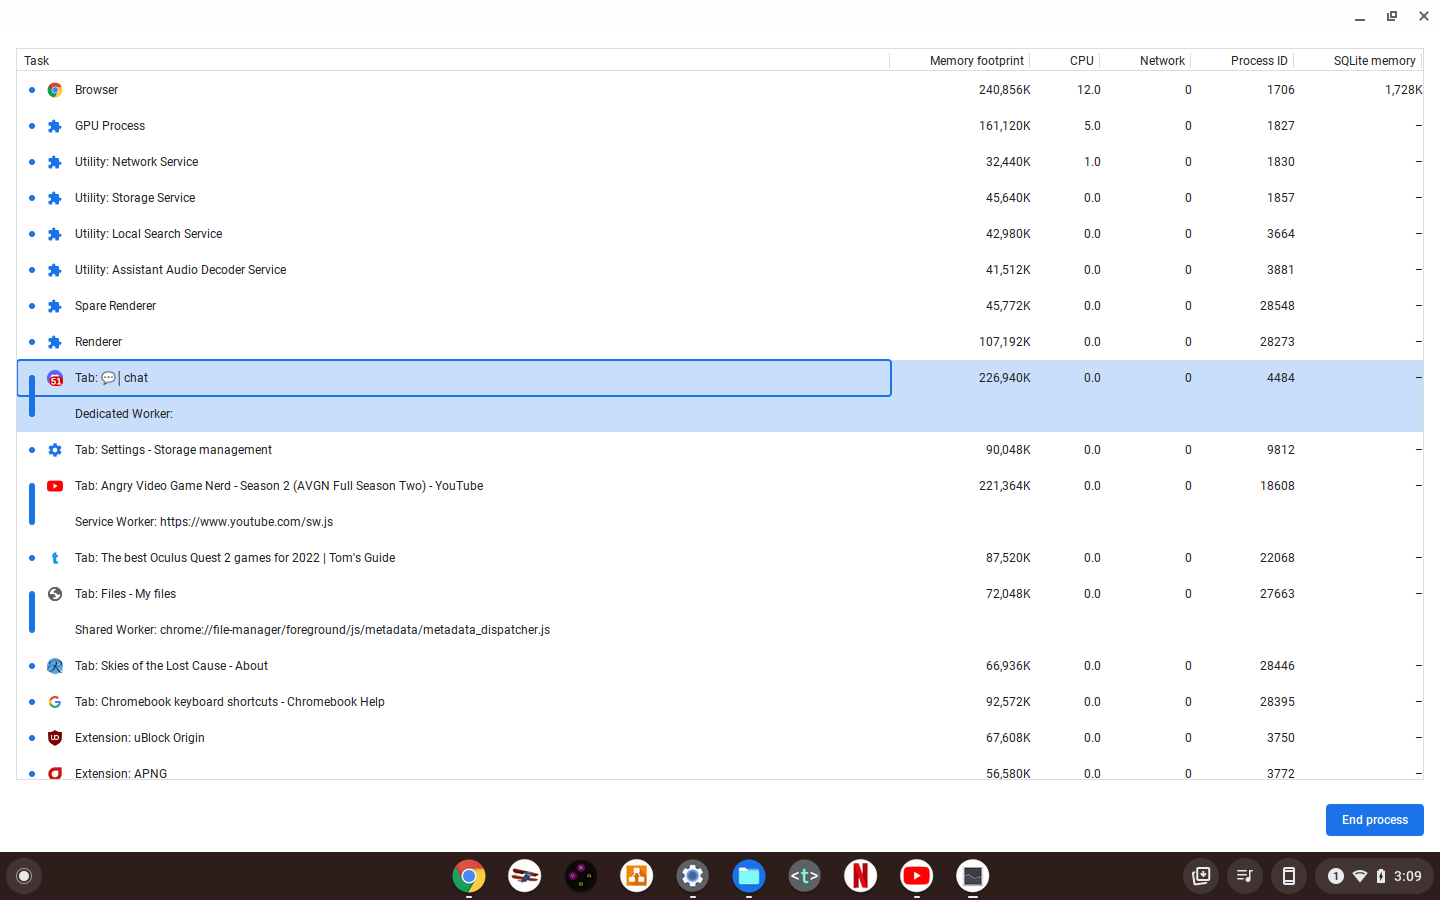 Task Memory footprint CPU Network Process ID SQLite memory
Browser 240,856K 12.0 0 1706 1,728K
GPU Process 161,120K 5.0 0 1827 –
Utility: Network Service 32,440K 1.0 0 1830 –
Utility: Storage Service 45,640K 0.0 0 1857 –
Utility: Local Search Service 42,980K 0.0 0 3664 –
Utility: Assistant Audio Decoder Service 41,512K 0.0 0 3881 –
Spare Renderer 45,772K 0.0 0 28548 –
Renderer 107,192K 0.0 0 28273 –
51 Tab: 💬│chat 226,940K 0.0 0 4484 –
Dedicated Worker:
Tab: Settings - Storage management 90,048K 0.0 0 9812 –
Tab: Angry Video Game Nerd - Season 2 (AVGN Full Season Two) - YouTube 221,364K 0.0 0 18608 –
Service Worker: https://www.youtube.com/sw.js
t Tab: The best Oculus Quest 2 games for 2022 | Tom's Guide 87,520K 0.0 0 22068 –
Tab: Files - My files 72,048K 0.0 0 27663 –
Shared Worker: chrome://file-manager/foreground/js/metadata/metadata_dispatcher.js
Tab: Skies of the Lost Cause - About 66,936K 0.0 0 28446 –
G Tab: Chromebook keyboard shortcuts - Chromebook Help 92,572K 0.0 0 28395 –
Extension: uBlock Origin 67,608K 0.0 0 3750 –
Extension: APNG 56,580K 0.0 0 3772 –
End process
<t> N 1 3:09